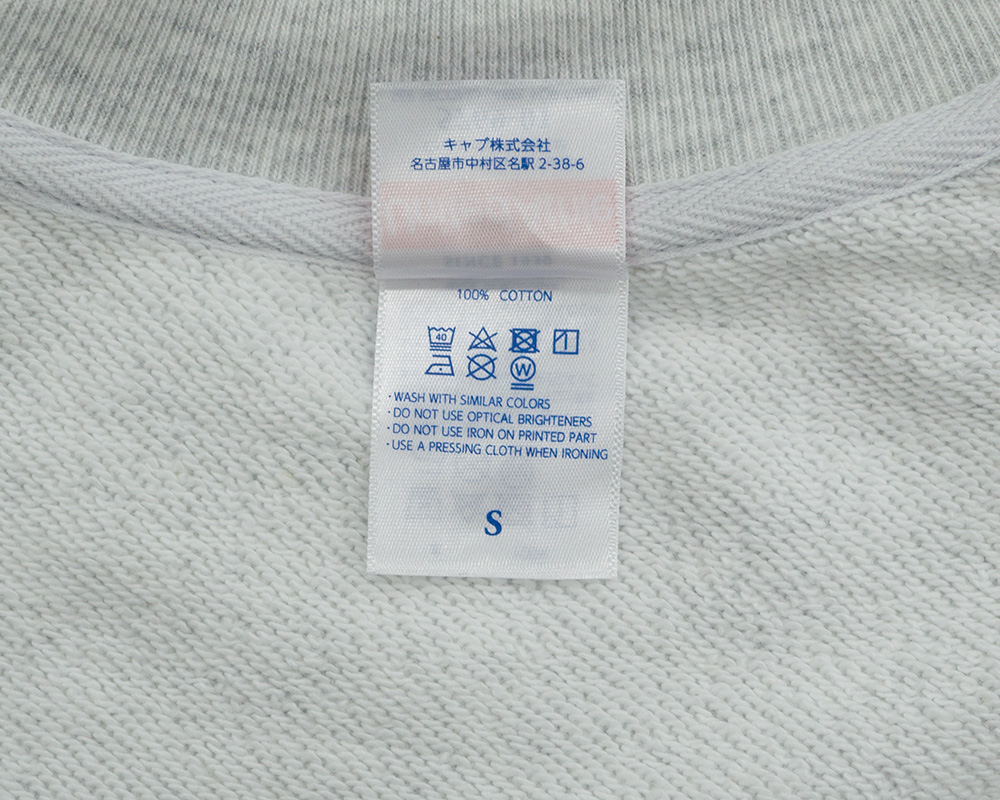 キャブ株式会社
名古屋市中村区名駅 2-38-6
100% COTTON
40
W
・WASH WITH SIMILAR COLORS
・DO NOT USE OPTICAL BRIGHTENERS
・DO NOT USE IRON ON PRINTED PART
・USE A PRESSING CLOTH WHEN IRONING
S